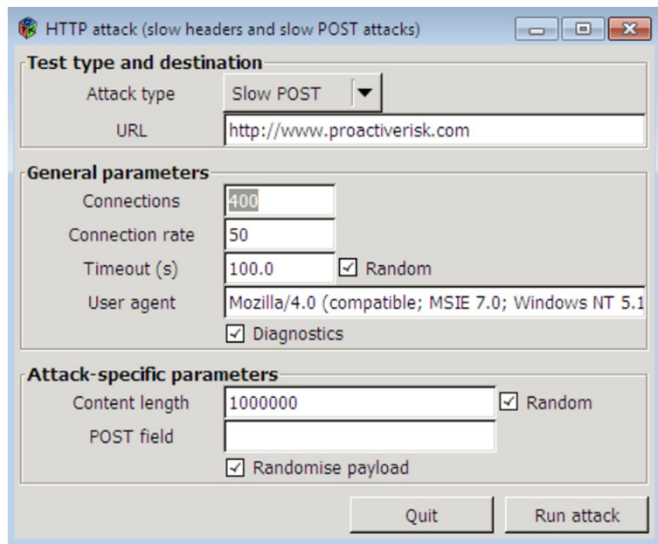 HTTP attack (slow headers and slow POST attacks)
Test type and destination
Attack type Slow POST
URL http://www.proactiverisk.com
General parameters
Connections 400
Connection rate 50
Timeout (s) 100.0 Random
User agent Mozilla/4.0 (compatible; MSIE 7.0; Windows NT 5.1
Diagnostics
Attack-specific parameters
Content length 1000000 Random
POST field
Randomise payload
Quit Run attack